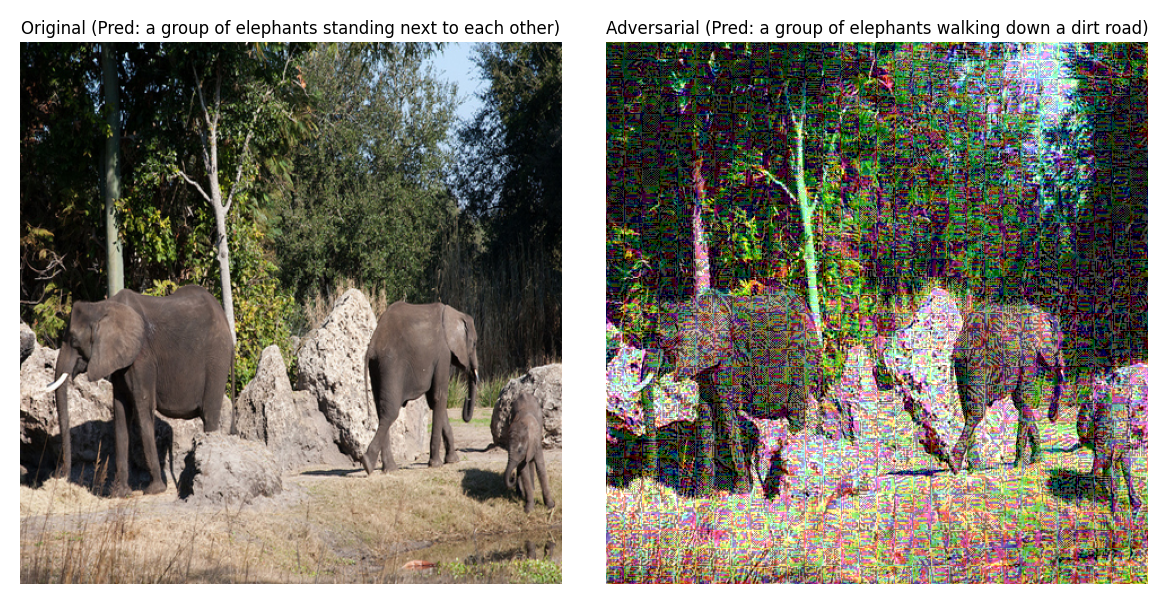 Original (Pred: a group of elephants standing next to each other)
Adversarial (Pred: a group of elephants walking down a dirt road)